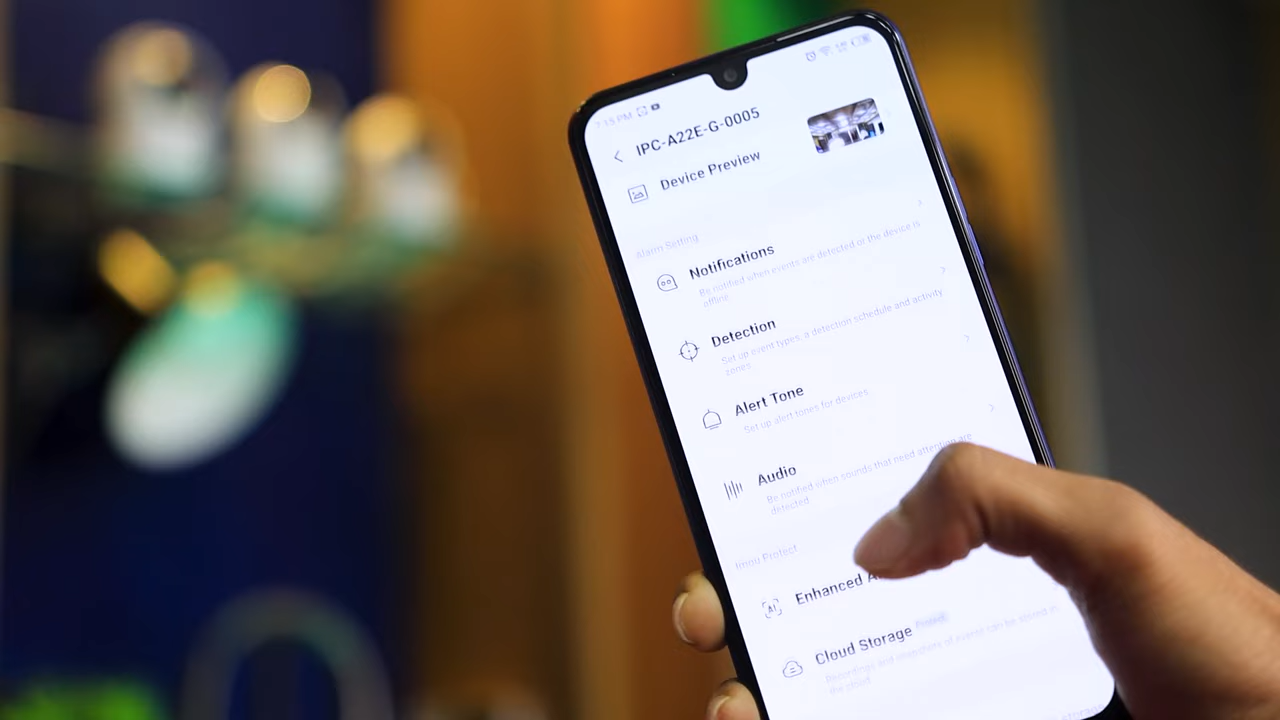 7:15 PM
IPC-A22E-G-0005
Device Preview
Alarm Setting
Notifications
Be notified when events are detected or the device is
offline.
Detection
Set up event types, a detection schedule and activity
zones.
Alert Tone
Set up alert tones for devices
Audio
Be notified when sounds that need attention are
detected.
Imou Protect
Enhanced A
AI
Cloud Storage
Recordings and snapshots of events can be stored in
the cloud.
storage